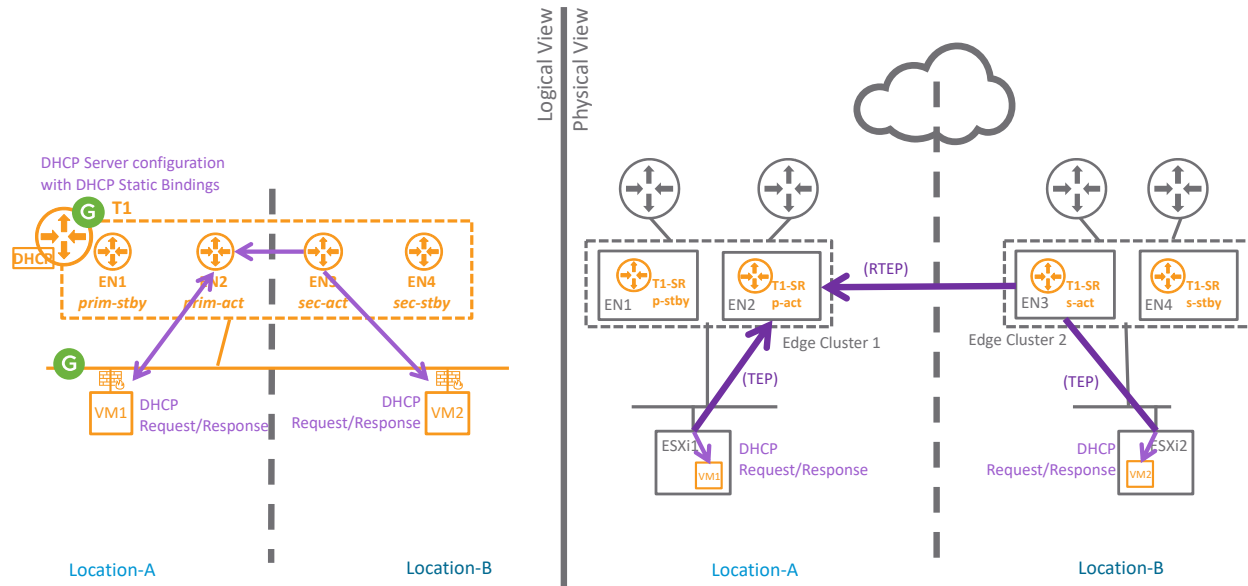 Logical View
Physical View
DHCP Server configuration
with DHCP Static Bindings
G
T1
DHCP
EN1
prim-stby
EN2
prim-act
EN3
sec-act
EN4
sec-stby
G
VM1
DHCP
Request/Response
DHCP
Request/Response
VM2
Location-A
Location-B
T1-SR
p-stby
EN1
T1-SR
p-act
EN2
(RTEP)
T1-SR
s-act
EN3
T1-SR
s-stby
EN4
Edge Cluster 1
Edge Cluster 2
(TEP)
(TEP)
ESXi1
VM1
DHCP
Request/Response
DHCP
Request/Response
ESXi2
VM2
Location-A
Location-B